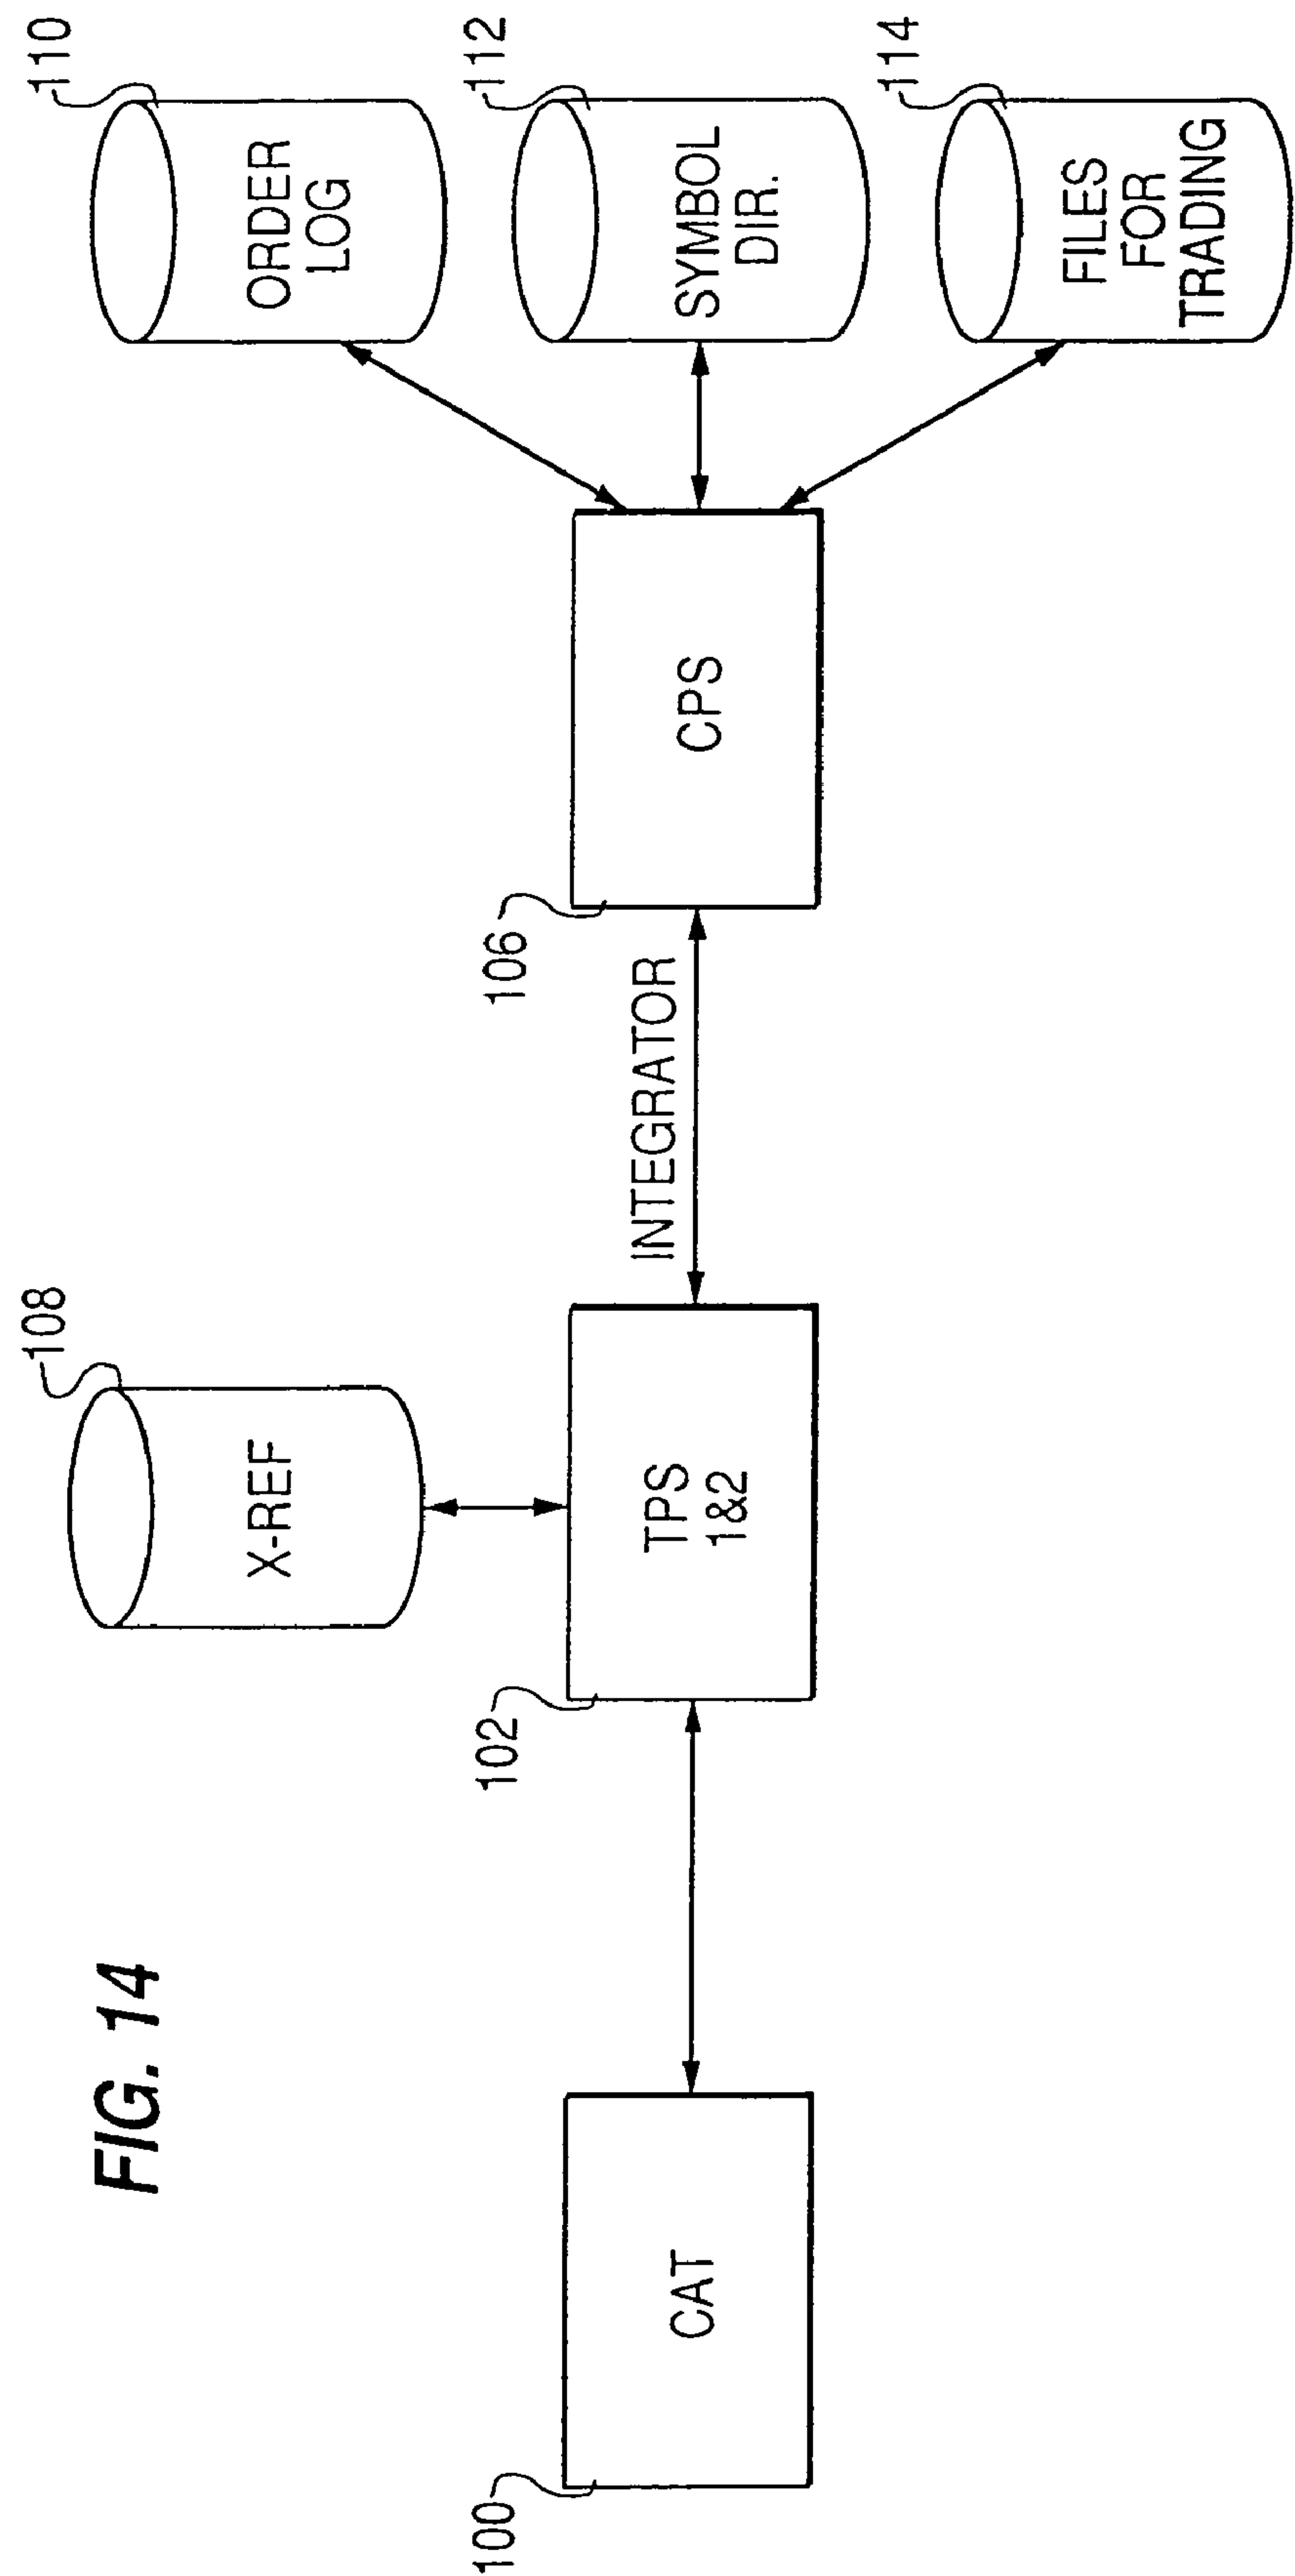 FIG. 14
100
CAT
102
TPS
1&2
108
X-REF
INTEGRATOR
106
CPS
110
ORDER
LOG
112
SYMBOL
DIR.
114
FILES
FOR
TRADING